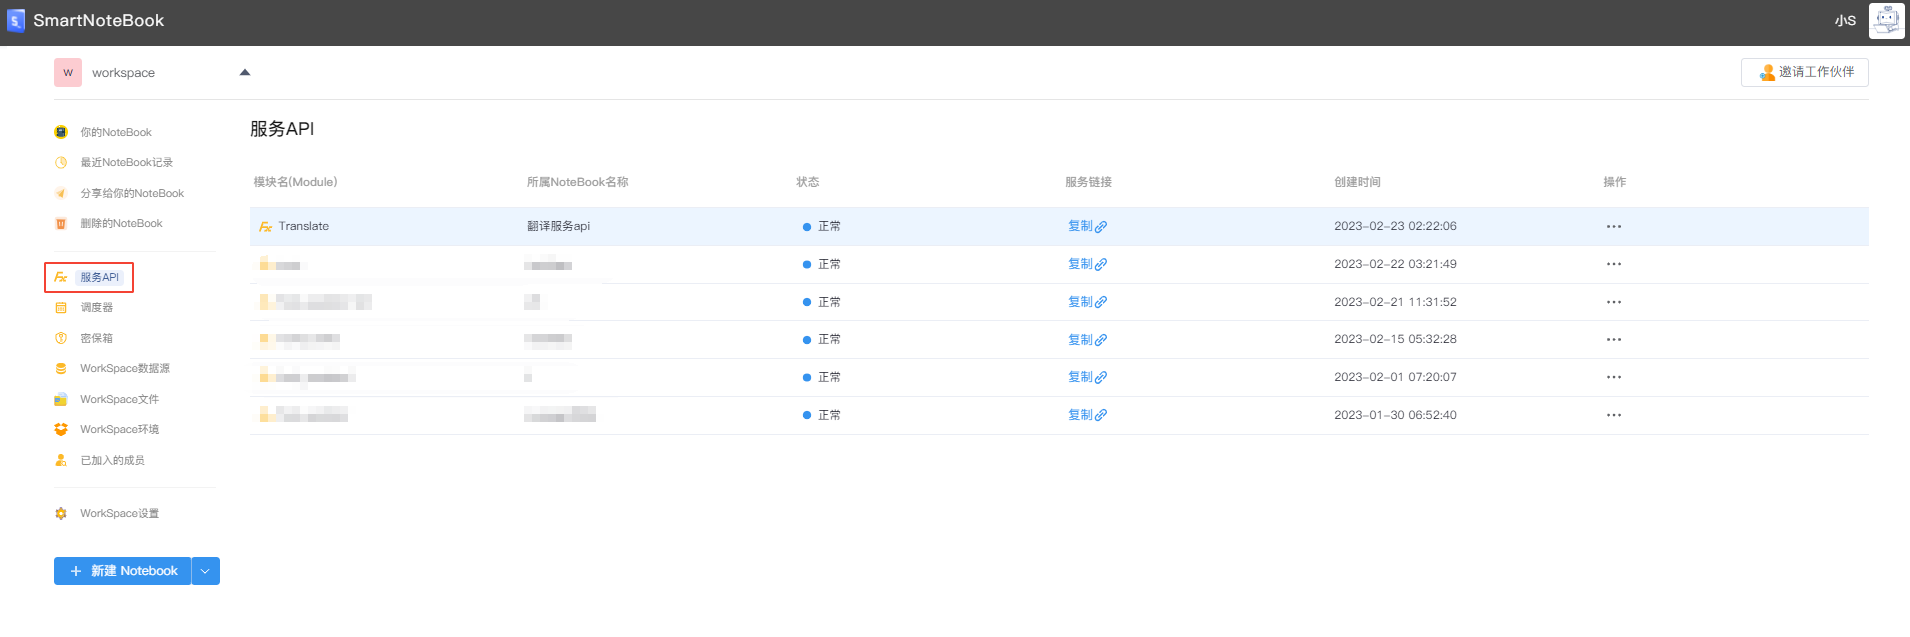 SmartNoteBook
小S
W workspace
邀请工作伙伴
你的NoteBook
最近NoteBook记录
分享给你的NoteBook
删除的NoteBook
服务API
调度器
密保箱
WorkSpace数据源
WorkSpace文件
WorkSpace环境
已加入的成员
WorkSpace设置
+ 新建 Notebook
服务API
模块名(Module) 所属NoteBook名称 状态 服务链接 创建时间 操作
Fx Translate 翻译服务api 正常 复制 2023-02-23 02:22:06 ...
正常 复制 2023-02-22 03:21:49 ...
正常 复制 2023-02-21 11:31:52 ...
正常 复制 2023-02-15 05:32:28 ...
正常 复制 2023-02-01 07:20:07 ...
正常 复制 2023-01-30 06:52:40 ...